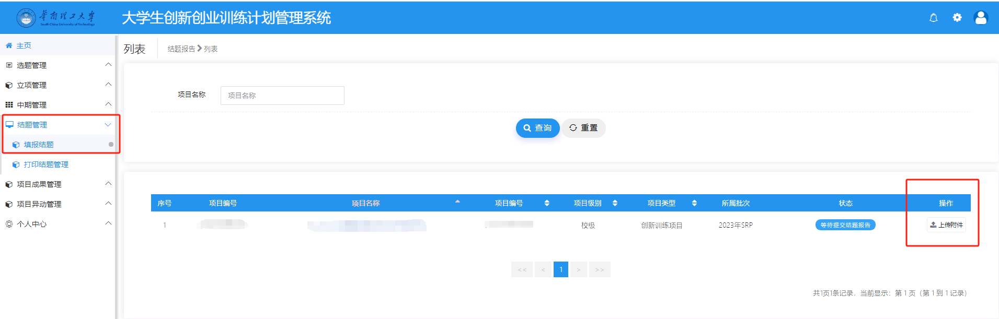 華南理工大学
South China University of Technology
大学生创新创业训练计划管理系统
主页
选题管理
立项管理
中期管理
结题管理
填报结题
打印结题管理
项目成果管理
项目异动管理
个人中心
列表
结题报告 列表
项目名称 项目名称
查询 重置
序号 项目编号 项目名称 项目编号 项目级别 项目类型 所属批次 状态 操作
1 校级 创新训练项目 2023年SRP 等待提交结题报告 上传附件
<< < 1 > >>
共1页1条记录，当前显示：第 1 页（第 1 到 1 记录）